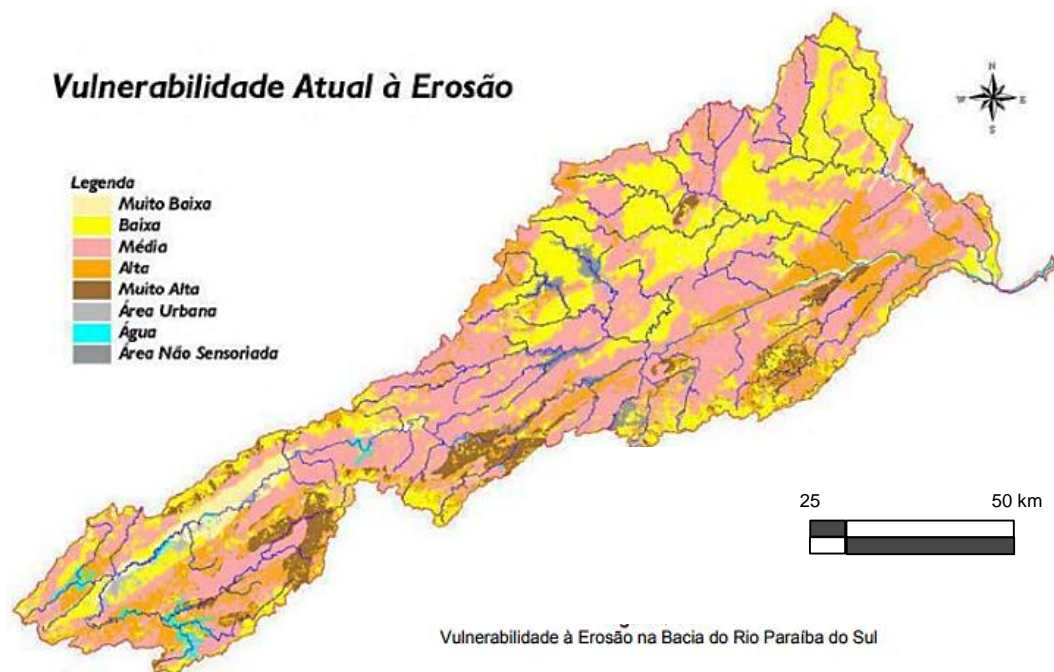 Vulnerabilidade Atual à Erosão
N
W E
S
Legenda
Muito Baixa
Baixa
Média
Alta
Muito Alta
Área Urbana
Água
Área Não Sensoriada
25 50 km
Vulnerabilidade à Erosão na Bacia do Rio Paraíba do Sul